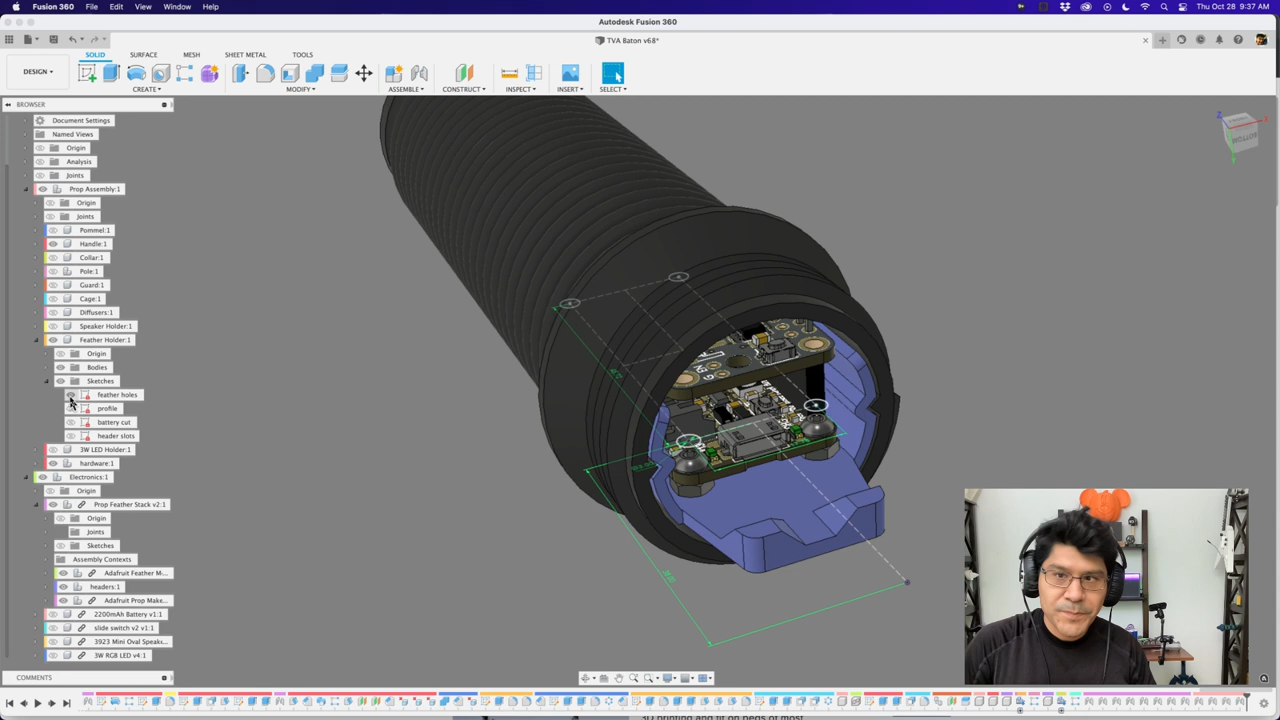 Fusion 360 File Edit View Window Help Thu Oct 28 9:37 AM
Autodesk Fusion 360
TVA Baton v68*
SOLID SURFACE MESH SHEET METAL TOOLS
DESIGN
CREATE MODIFY ASSEMBLE CONSTRUCT INSPECT INSERT SELECT
BROWSER
Document Settings
Named Views
Origin
Analysis
Joints
Prop Assembly:1
Origin
Joints
Pommel:1
Handle:1
Collar:1
Pole:1
Guard:1
Cage:1
Diffusers:1
Speaker Holder:1
Feather Holder:1
Origin
Bodies
Sketches
feather holes
profile
battery cut
header slots
3W LED Holder:1
hardware:1
Electronics:1
Origin
Prop Feather Stack v2:1
Origin
Joints
Sketches
Assembly Contexts
Adafruit Feather M...
headers:1
Adafruit Prop Make...
2200mAh Battery v1:1
slide switch v2 v1:1
3923 Mini Oval Speak...
3W RGB LED v4:1
COMMENTS
BOTTOM